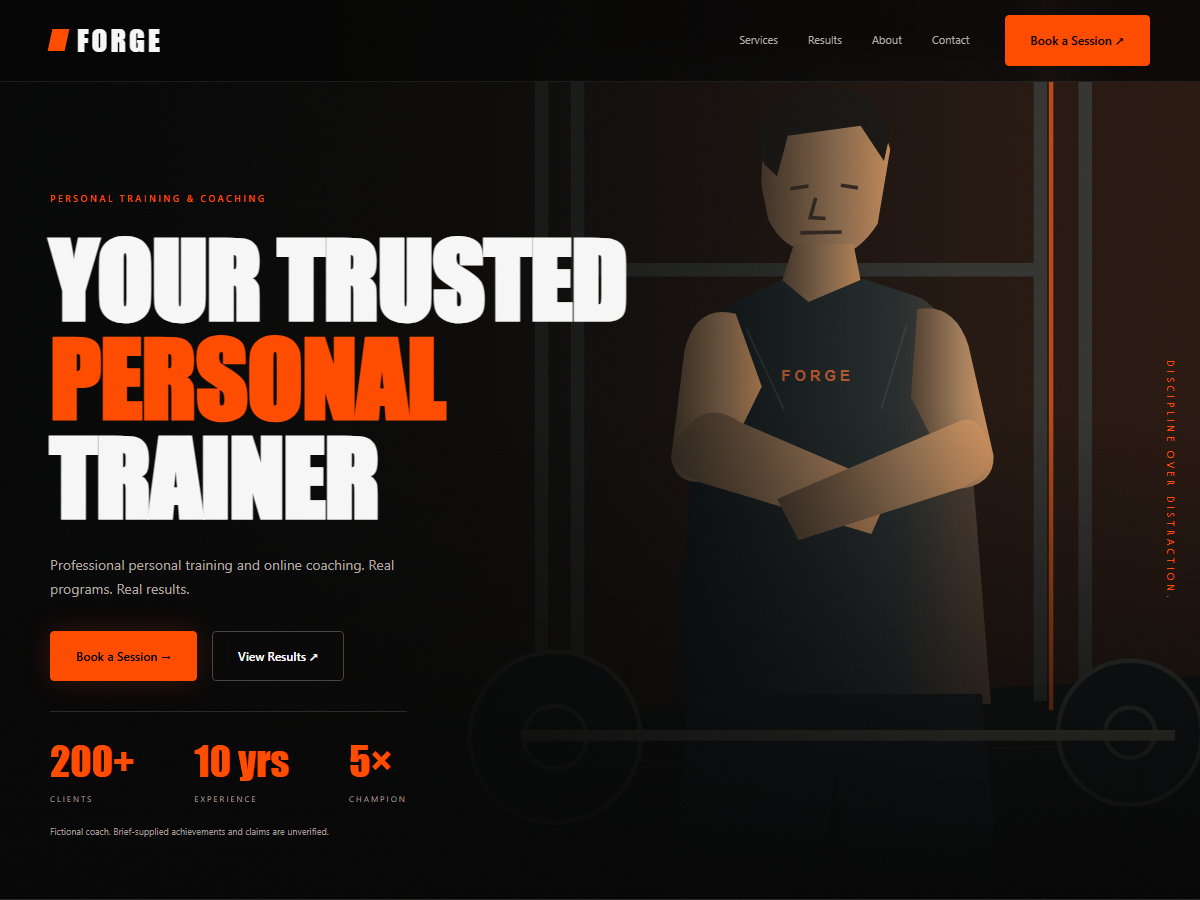 FORGE
Services
Results
About
Contact
Book a Session ↗
PERSONAL TRAINING & COACHING
YOUR TRUSTED
PERSONAL
TRAINER
FORGE
DISCIPLINE OVER DISTRACTION.
Professional personal training and online coaching. Real
programs. Real results.
Book a Session →
View Results ↗
200+
CLIENTS
10 yrs
EXPERIENCE
5×
CHAMPION
Fictional coach. Brief-supplied achievements and claims are unverified.